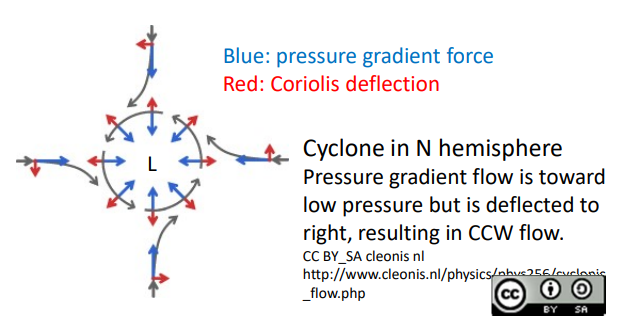 Blue: pressure gradient force
Red: Coriolis deflection
L
Cyclone in N hemisphere
Pressure gradient flow is toward
low pressure but is deflected to
right, resulting in CCW flow.
CC BY_SA cleonis nl
http://www.cleonis.nl/physics/phys256/cyclonic
_flow.php
cc
BY SA